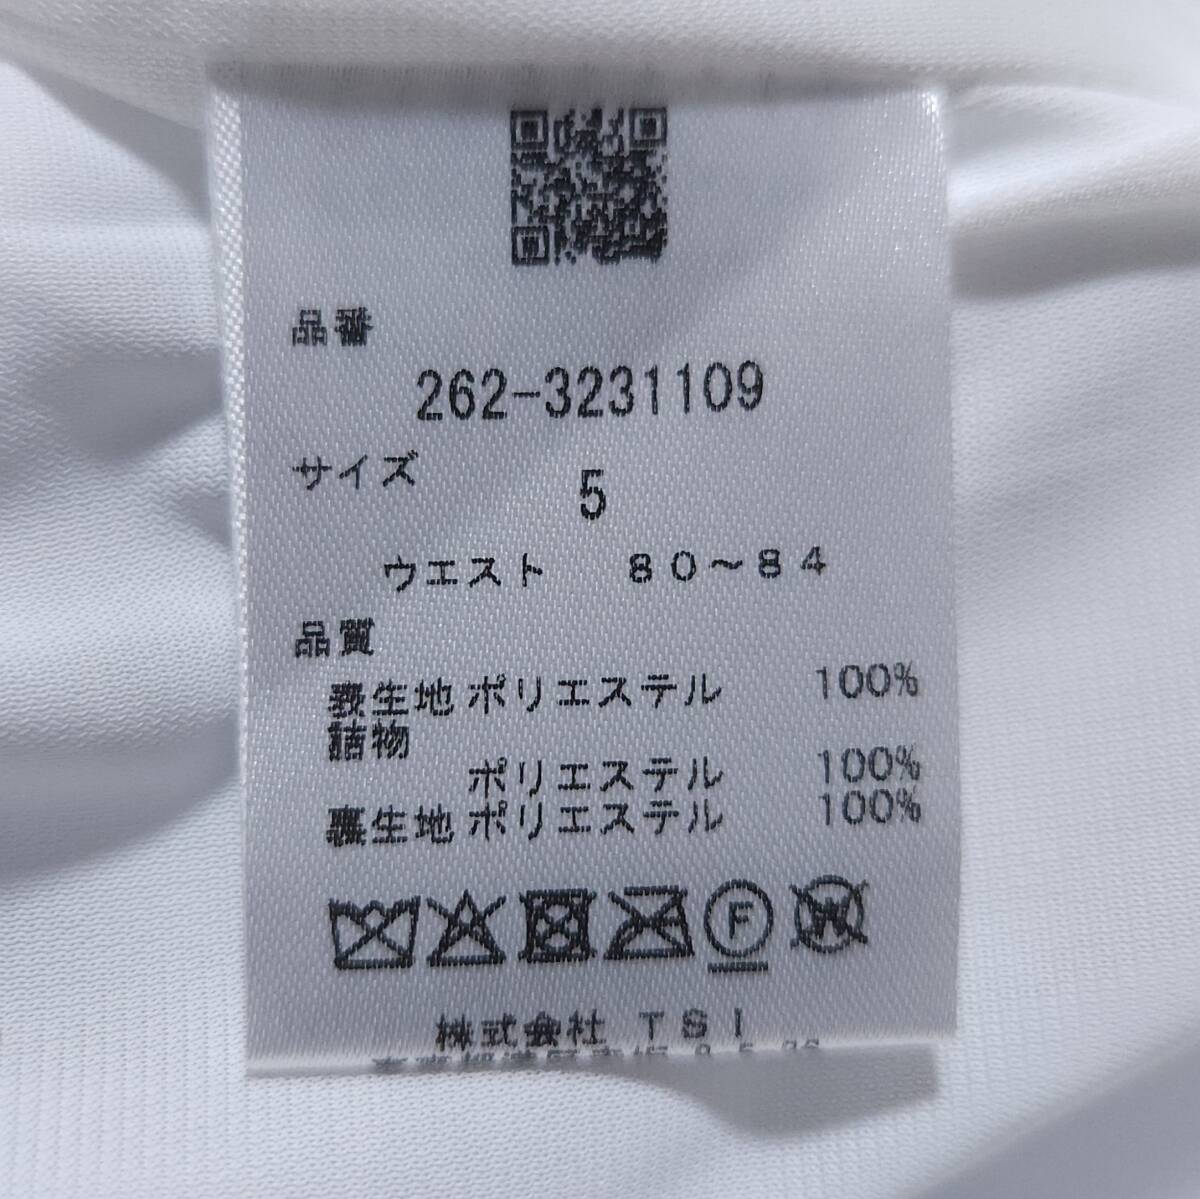 品番
262-3231109
サイズ 5
ウエスト 80～84
品質
表生地 ポリエステル 100%
詰物
ポリエステル 100%
裏生地 ポリエステル 100%
F
W
株式会社 TSI